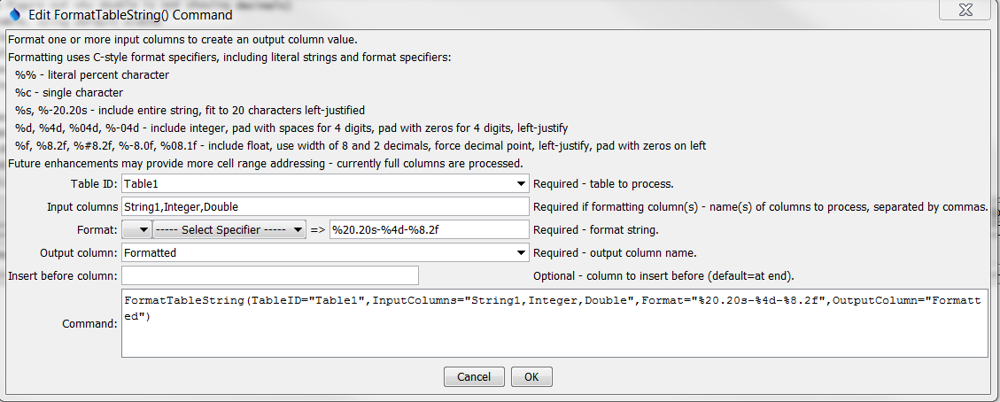 Edit FormatTableString() Command
Format one or more input columns to create an output column value.
Formatting uses C-style format specifiers, including literal strings and format specifiers:
%% - literal percent character
%c - single character
%s, %-20.20s - include entire string, fit to 20 characters left-justified
%d, %4d, %04d, %-04d - include integer, pad with spaces for 4 digits, pad with zeros for 4 digits, left-justify
%f, %8.2f, %#8.2f, %-8.0f, %08.1f - include float, use width of 8 and 2 decimals, force decimal point, left-justify, pad with zeros on left
Future enhancements may provide more cell range addressing - currently full columns are processed.
Table ID: Table1 Required - table to process.
Input columns String1,Integer,Double Required if formatting column(s) - name(s) of columns to process, separated by commas.
Format: ----- Select Specifier ----- => %20.20s-%4d-%8.2f Required - format string.
Output column: Formatted Required - output column name.
Insert before column: Optional - column to insert before (default=at end).
Command: FormatTableString(TableID="Table1",InputColumns="String1,Integer,Double",Format="%20.20s-%4d-%8.2f",OutputColumn="Formatt
ed")
Cancel OK